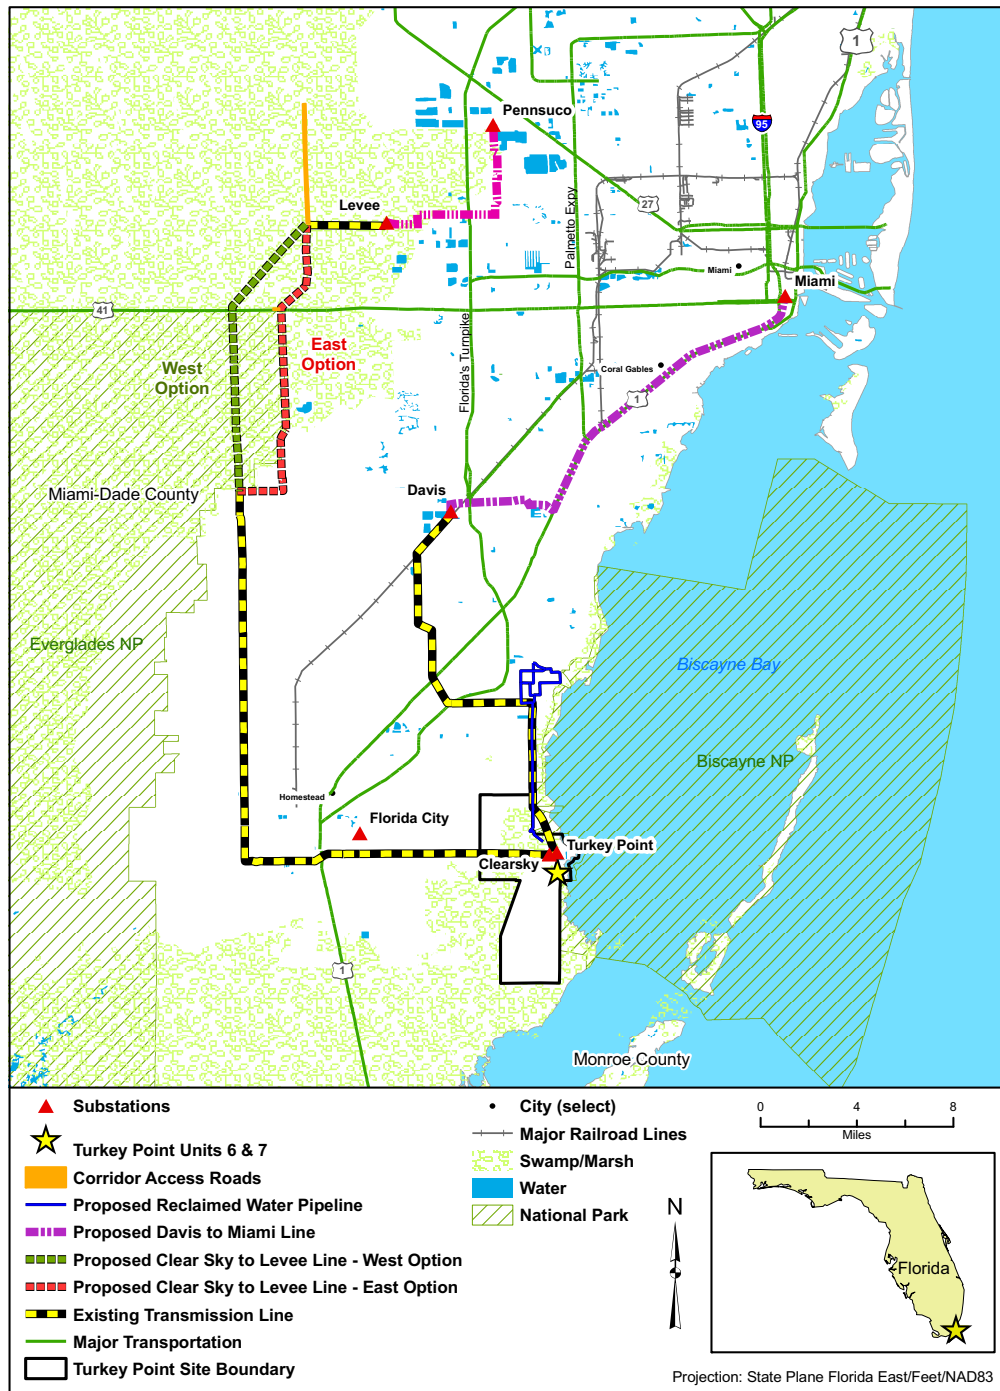 1
Pennsuco
95
Levee
27
Palmetto Expy
Miami
Miami
41
East
Option
West
Option
Florida's Turnpike
Coral Gables
1
Davis
Miami-Dade County
Everglades NP
Biscayne Bay
Biscayne NP
Homestead
Florida City
Turkey Point
Clearsky
1
Monroe County
Substations
Turkey Point Units 6 & 7
Corridor Access Roads
Proposed Reclaimed Water Pipeline
Proposed Davis to Miami Line
Proposed Clear Sky to Levee Line - West Option
Proposed Clear Sky to Levee Line - East Option
Existing Transmission Line
Major Transportation
Turkey Point Site Boundary
City (select)
Major Railroad Lines
Swamp/Marsh
Water
National Park
0 4 8
Miles
N
Florida
Projection: State Plane Florida East/Feet/NAD83